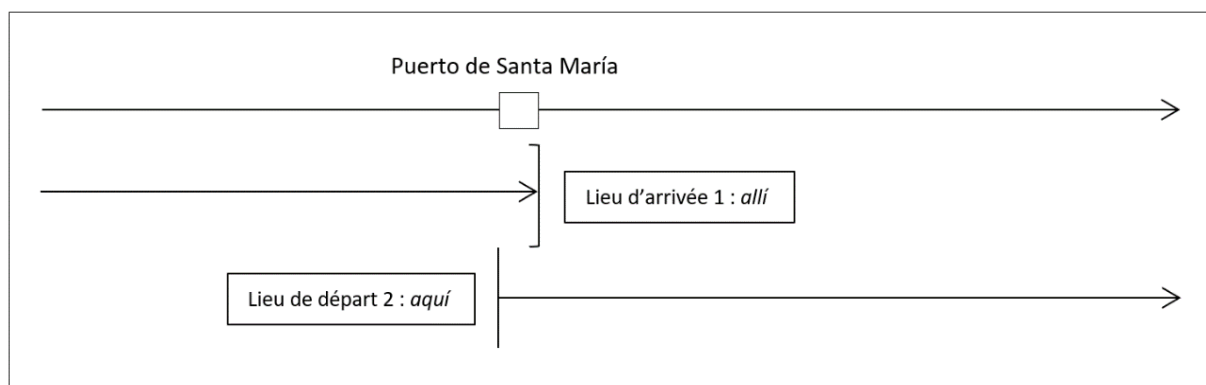 Puerto de Santa María
Lieu d’arrivée 1 : allí
Lieu de départ 2 : aquí